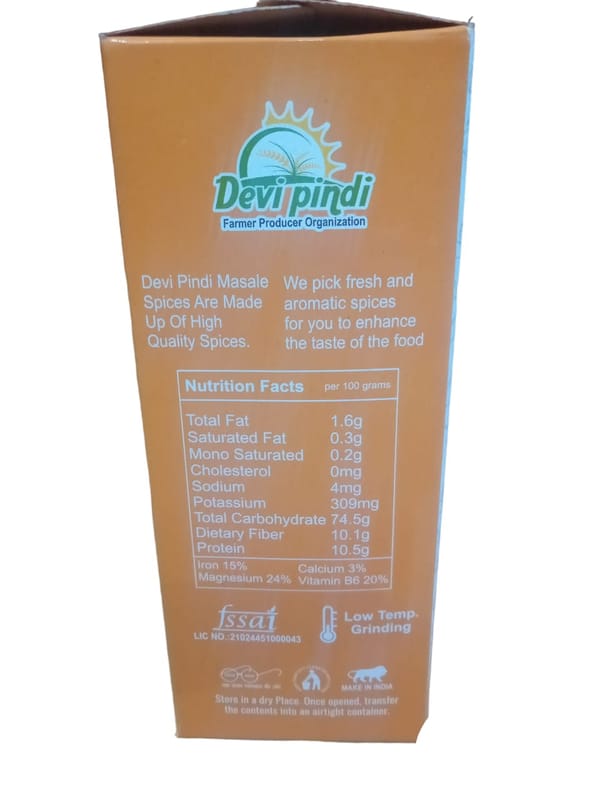 Devi pindi
Farmer Producer Organization
Devi Pindi Masale
Spices Are Made
Up Of High
Quality Spices.
We pick fresh and
aromatic spices
for you to enhance
the taste of the food
Nutrition Facts per 100 grams
Total Fat 1.6g
Saturated Fat 0.3g
Mono Saturated 0.2g
Cholesterol 0mg
Sodium 4mg
Potassium 309mg
Total Carbohydrate 74.5g
Dietary Fiber 10.1g
Protein 10.5g
Iron 15% Calcium 3%
Magnesium 24% Vitamin B6 20%
fssai
LIC NO.:21024451000043
Low Temp.
Grinding
MAKE IN INDIA
Store in a dry Place. Once opened, transfer
the contents into an airtight container.